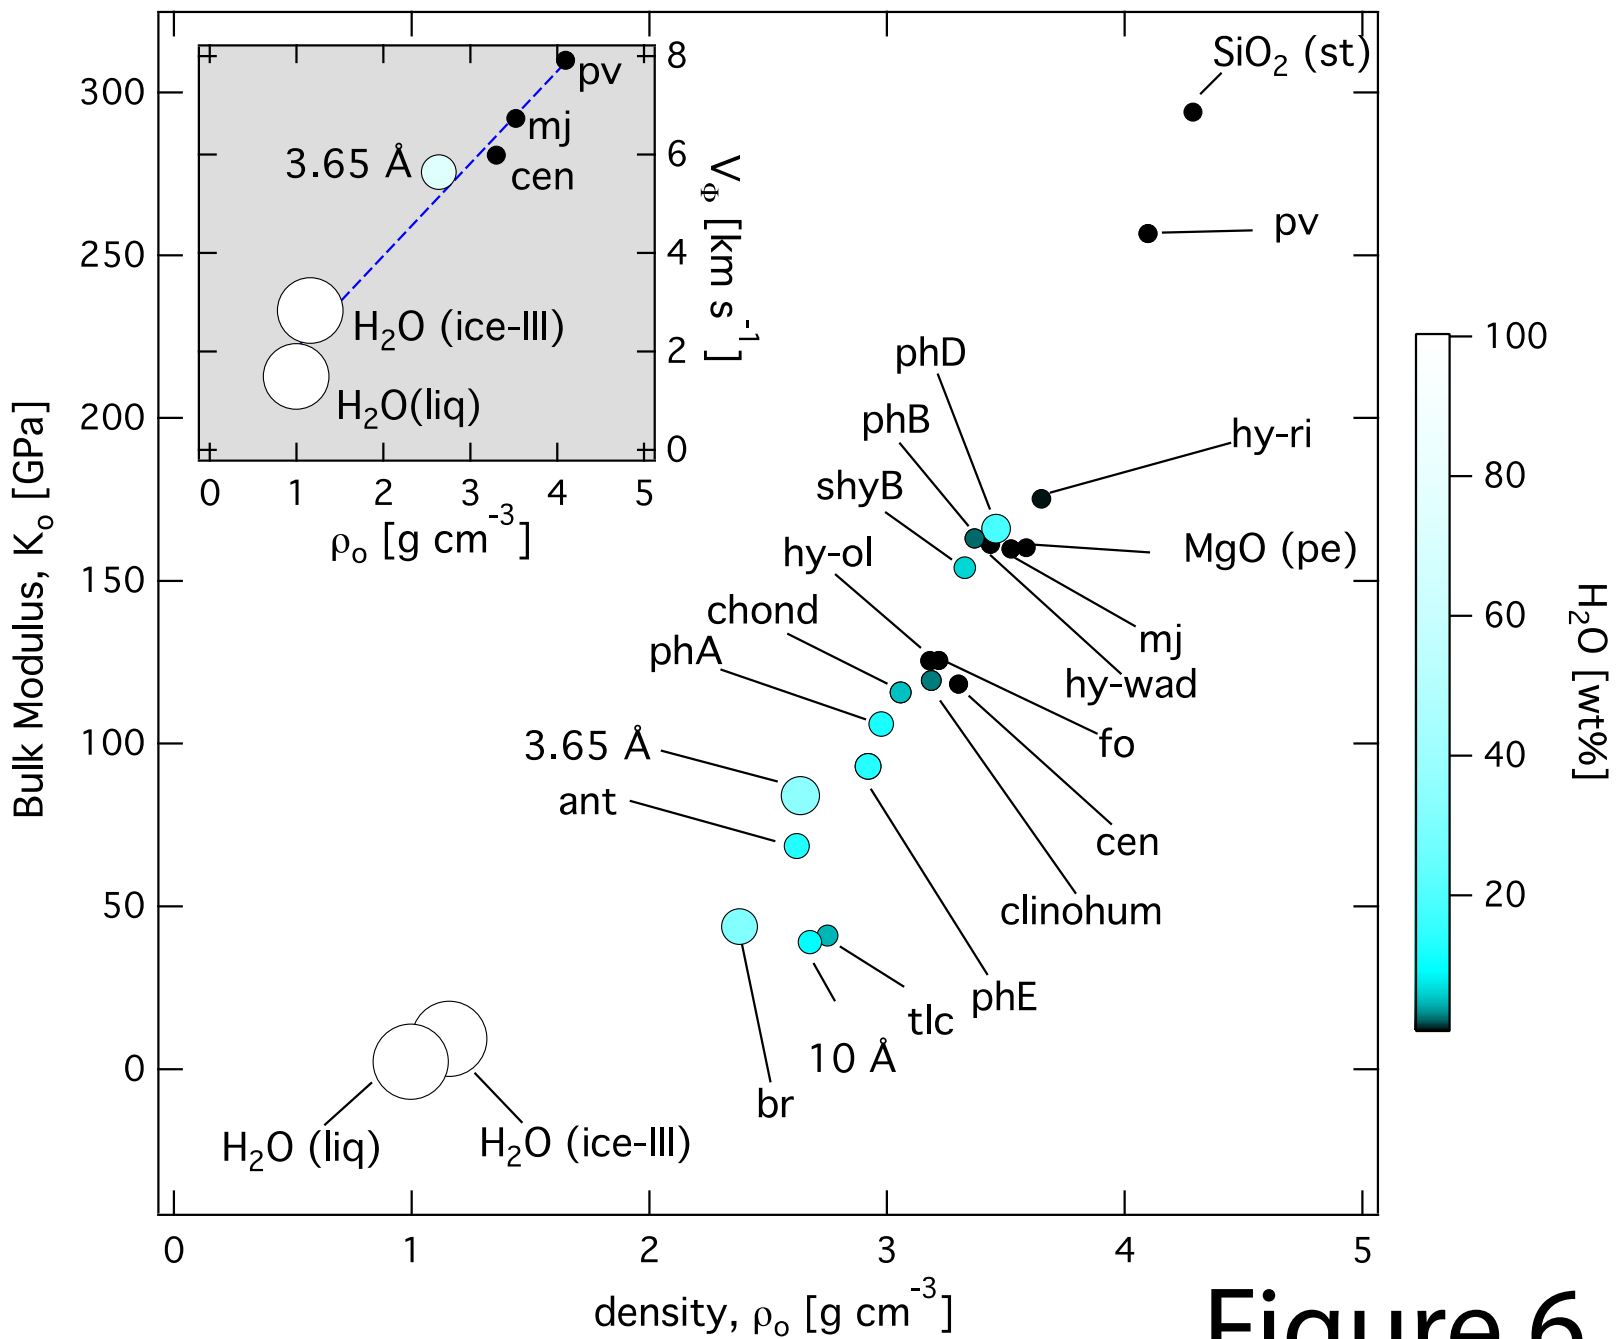 SiO2 (st)
pv
8
pv
mj
3.65 Å
6
cen
4
H2O (ice-III)
2
H2O(liq)
0
VΦ [km s-1]
0 1 2 3 4 5
ρo [g cm-3]
300
250
200
150
100
50
0
Bulk Modulus, Ko [GPa]
phD
phB
hy-ri
shyB
hy-ol
MgO (pe)
chond
mj
phA
hy-wad
3.65 Å
fo
ant
cen
clinohum
phE
tlc
10 Å
br
H2O (liq)
H2O (ice-III)
0 1 2 3 4 5
density, ρo [g cm-3]
100
80
60
40
20
H2O [wt%]
Figure 6